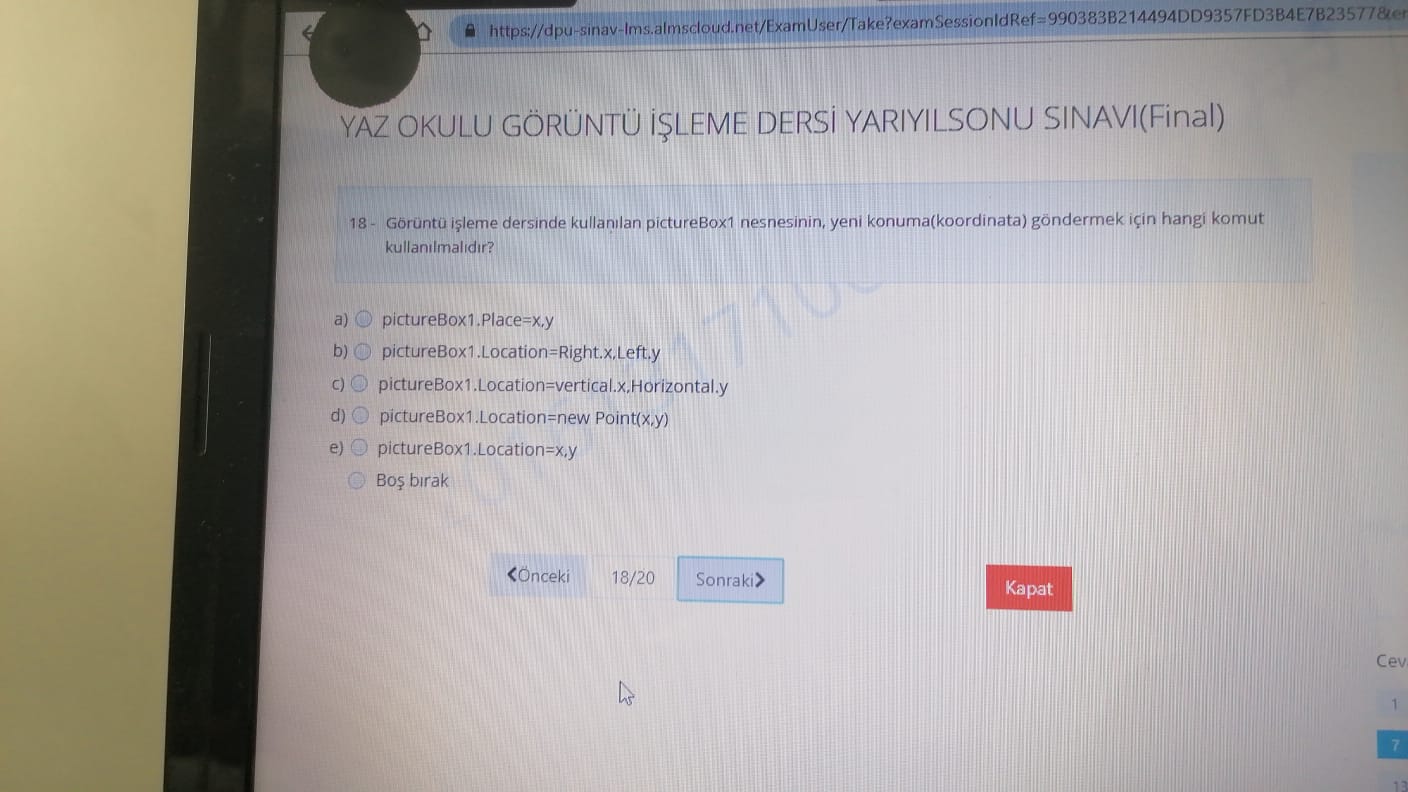 https://dpu-sinav-lms.almscloud.net/ExamUser/Take?examSessionIdRef=990383B214494DD9357FD3B4E7B23577&er
YAZ OKULU GÖRÜNTÜ İŞLEME DERSİ YARIYILSONU SINAVI(Final)
18 - Görüntü işleme dersinde kullanılan pictureBox1 nesnesinin, yeni konuma(koordinata) göndermek için hangi komut
kullanılmalıdır?
a) pictureBox1.Place=x,y
b) pictureBox1.Location=Right.x,Left.y
c) pictureBox1.Location=vertical.x,Horizontal.y
d) pictureBox1.Location=new Point(x,y)
e) pictureBox1.Location=x,y
Boş bırak
Önceki 18/20 Sonraki Kapat
Cev
1
7
13